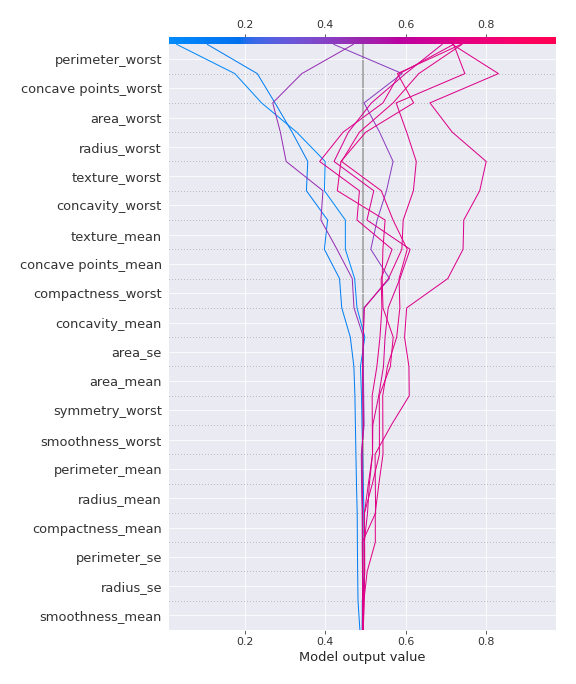 0.2 0.4 0.6 0.8
perimeter_worst
concave points_worst
area_worst
radius_worst
texture_worst
concavity_worst
texture_mean
concave points_mean
compactness_worst
concavity_mean
area_se
area_mean
symmetry_worst
smoothness_worst
perimeter_mean
radius_mean
compactness_mean
perimeter_se
radius_se
smoothness_mean
0.2 0.4 0.6 0.8
Model output value